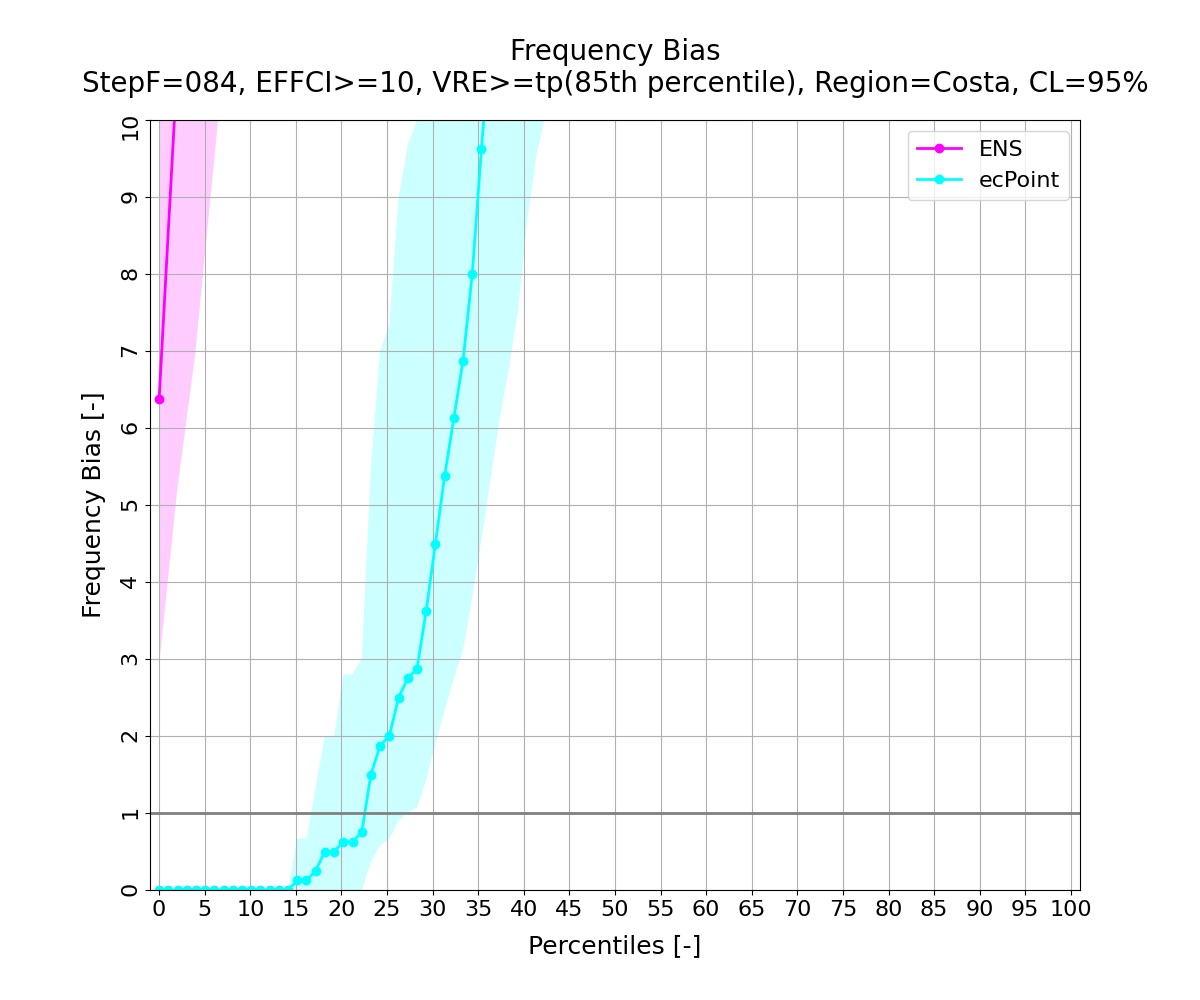 Frequency Bias
StepF=084, EFFCI>=10, VRE>=tp(85th percentile), Region=Costa, CL=95%
10
9
8
7
6
5
4
3
2
1
0
Frequency Bias [-]
ENS
ecPoint
0 5 10 15 20 25 30 35 40 45 50 55 60 65 70 75 80 85 90 95 100
Percentiles [-]